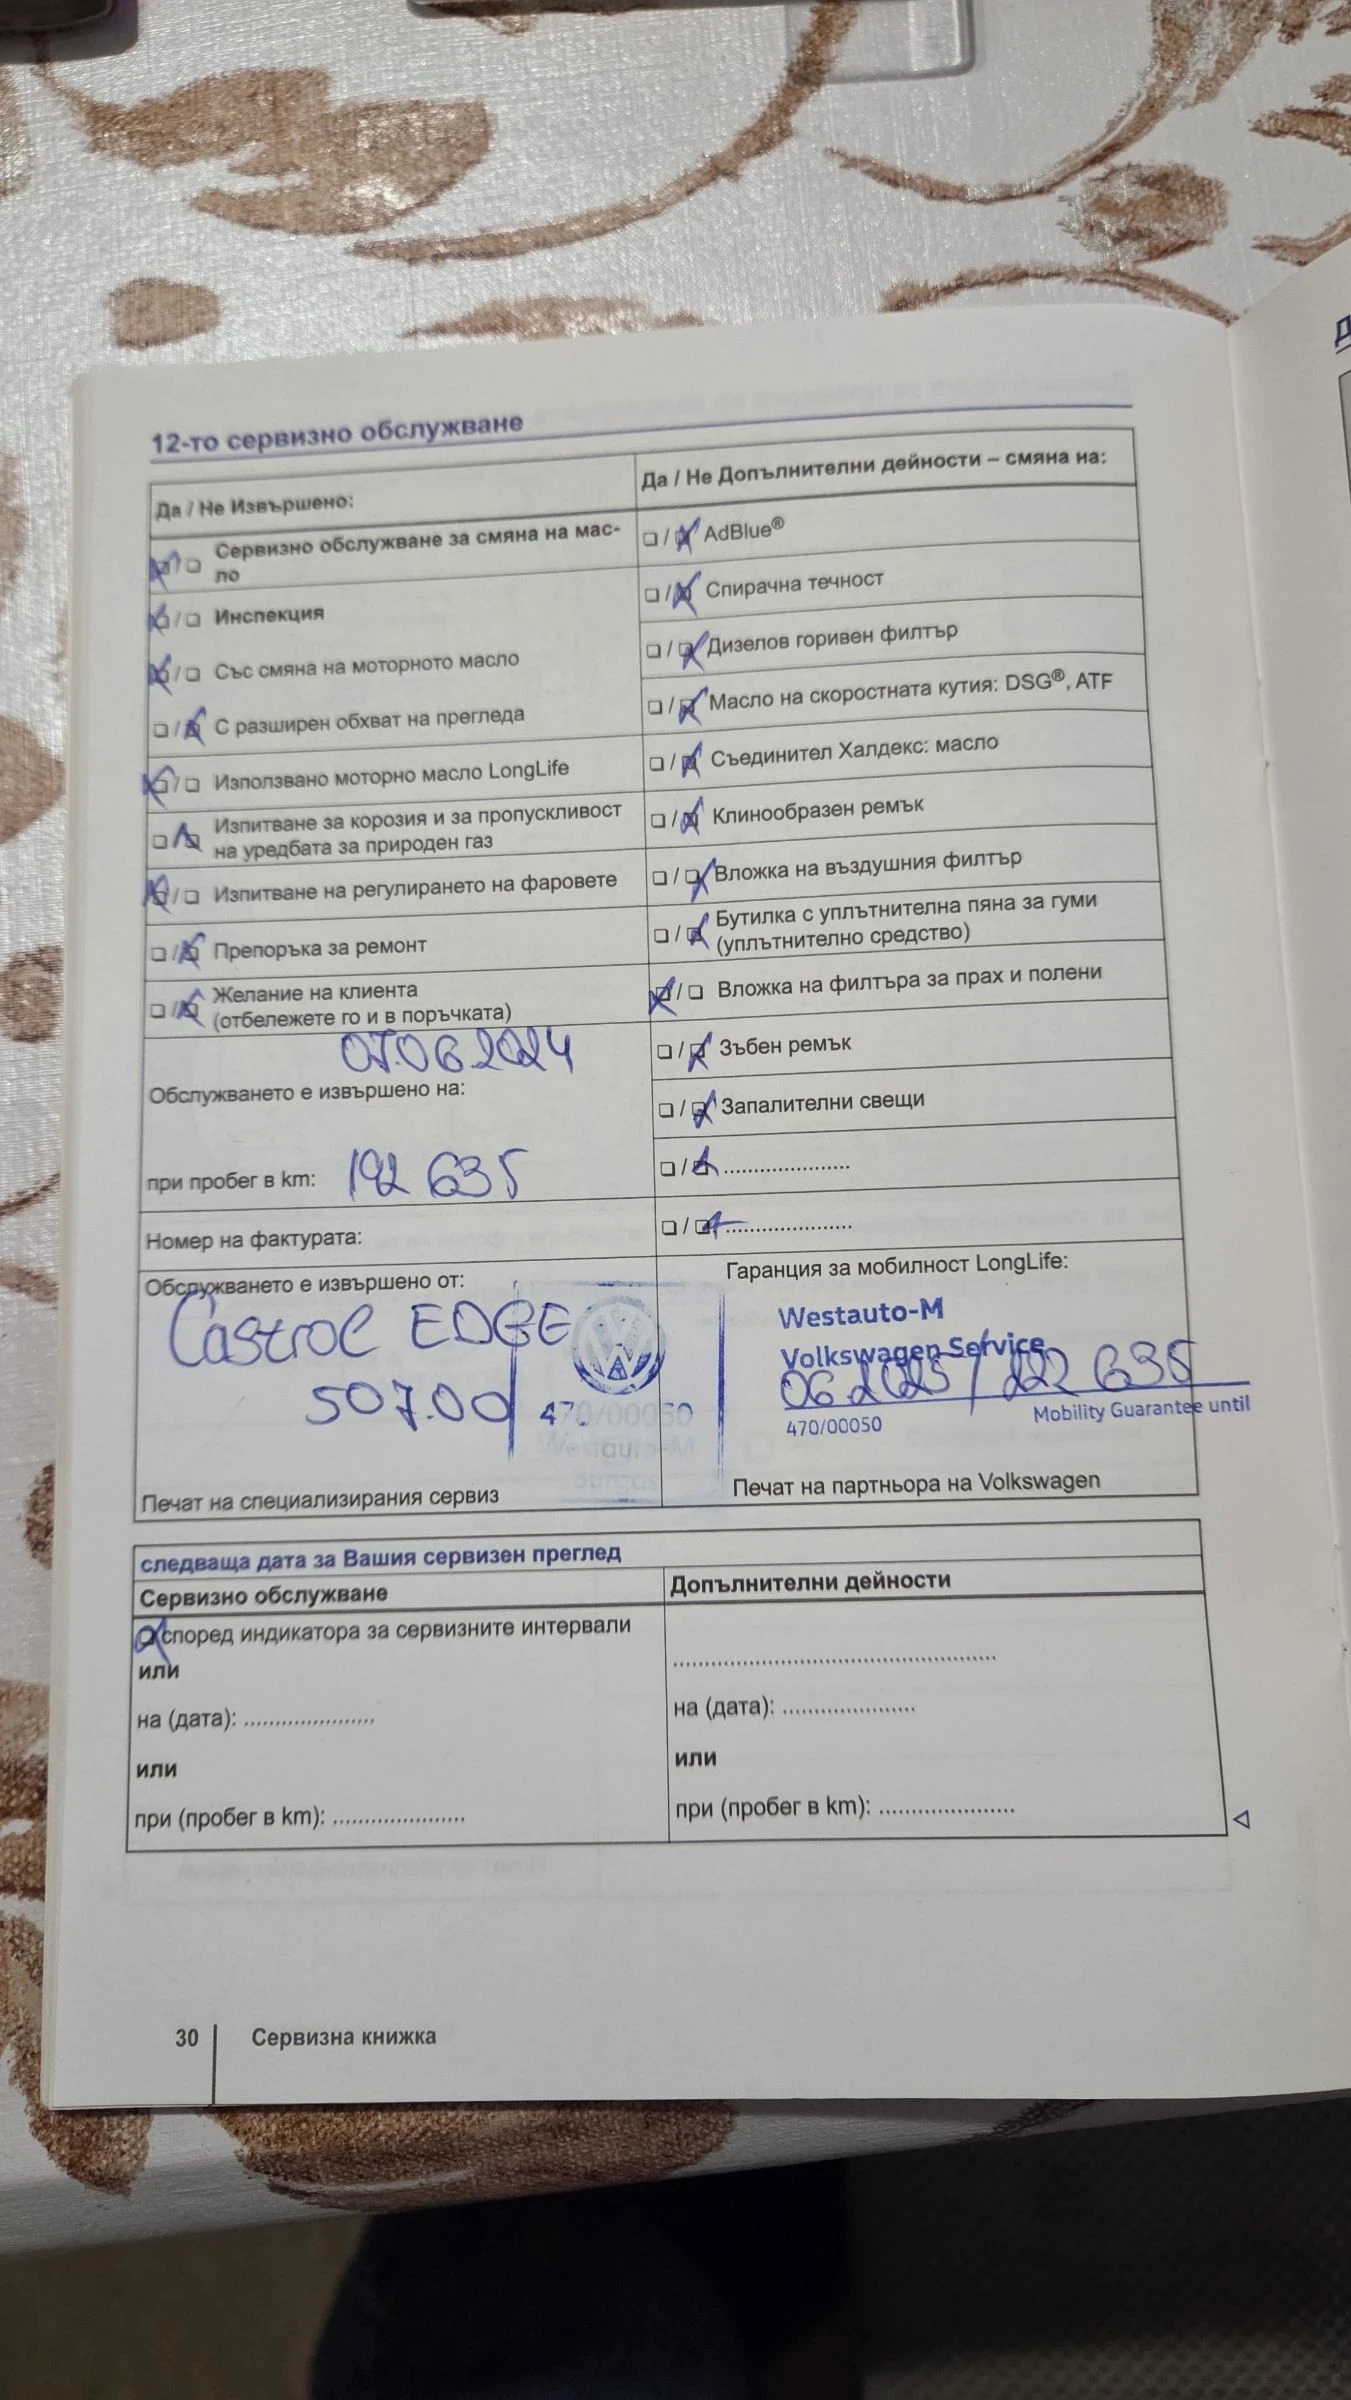 12-то сервизно обслужване
Да / Не Извършено:
Сервизно обслужване за смяна на мас-
ло
Инспекция
Със смяна на моторното масло
С разширен обхват на прегледа
Използвано моторно масло LongLife
Изпитване за корозия и за пропускливост
на уредбата за природен газ
Изпитване на регулирането на фаровете
Препоръка за ремонт
Желание на клиента
(отбележете го и в поръчката)
07.06.2024
Обслужването е извършено на:
при пробег в km: 192 635
Номер на фактурата:
Обслужването е извършено от:
Castrol EDGE
507.00
470/00050
Westauto-M
Burgas
Печат на специализирания сервиз
Да / Не Допълнителни дейности – смяна на:
AdBlue®
Спирачна течност
Дизелов горивен филтър
Масло на скоростната кутия: DSG®, ATF
Съединител Халдекс: масло
Клинообразен ремък
Вложка на въздушния филтър
Бутилка с уплътнителна пяна за гуми
(уплътнително средство)
Вложка на филтъра за прах и полени
Зъбен ремък
Запалителни свещи
Гаранция за мобилност LongLife:
Westauto-M
Volkswagen Service
06.2025 / 222 635
470/00050 Mobility Guarantee until
Печат на партньора на Volkswagen
следваща дата за Вашия сервизен преглед
Сервизно обслужване
според индикатора за сервизните интервали
или
на (дата): .....................
или
при (пробег в km): .....................
Допълнителни дейности
на (дата): .....................
или
при (пробег в km): .....................
30 Сервизна книжка